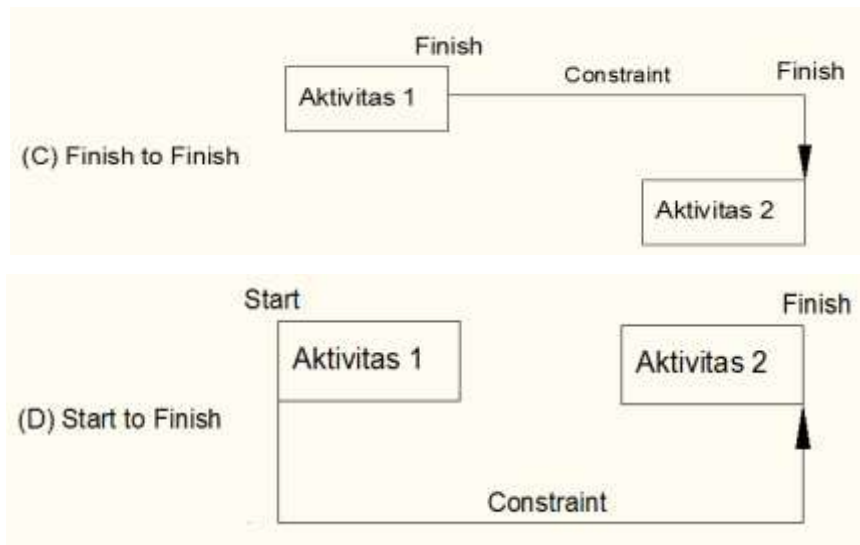 Finish
Aktivitas 1
Constraint
Finish
(C) Finish to Finish
Aktivitas 2
Start
Finish
Aktivitas 1
Aktivitas 2
(D) Start to Finish
Constraint